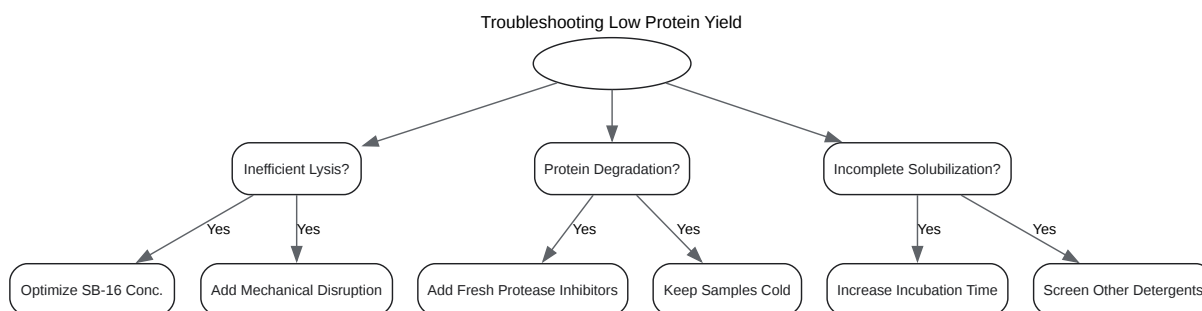 Troubleshooting Low Protein Yield
Inefficient Lysis?
Protein Degradation?
Incomplete Solubilization?
Yes
Yes
Yes
Yes
Yes
Yes
Optimize SB-16 Conc.
Add Mechanical Disruption
Add Fresh Protease Inhibitors
Keep Samples Cold
Increase Incubation Time
Screen Other Detergents